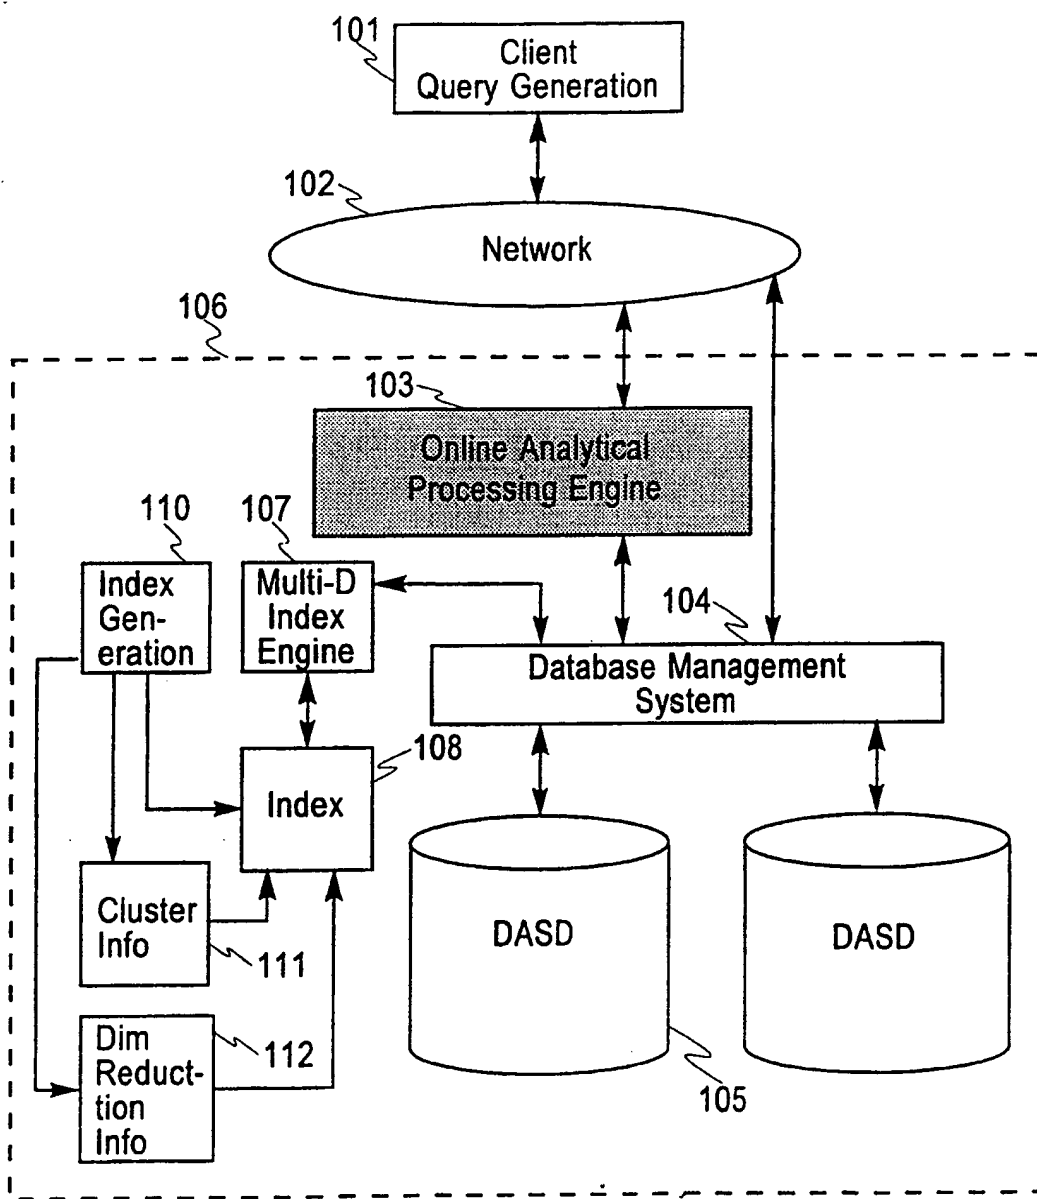 101
Client
Query Generation
102
Network
106
103
Online Analytical
Processing Engine
110
107
Index
Gen-
eration
Multi-D
Index
Engine
104
Database Management
System
108
Index
Cluster
Info
111
DASD
DASD
Dim
Reduct-
tion
Info
112
105